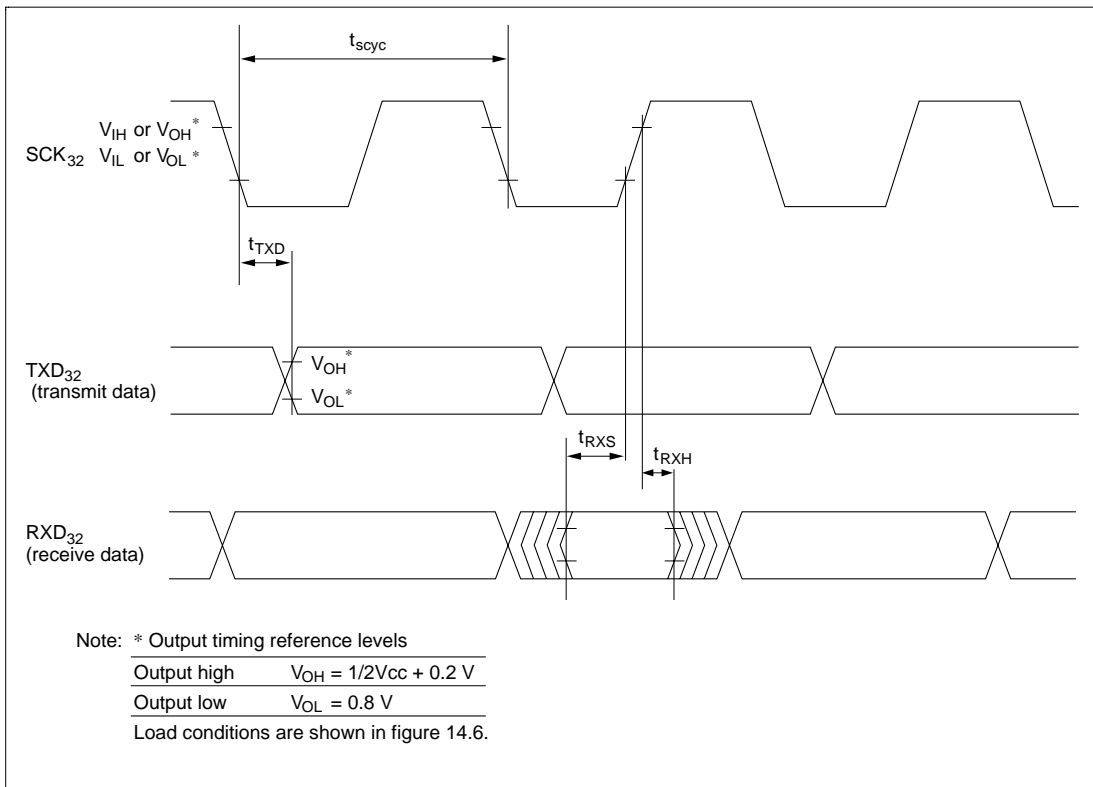 tscyc
VIH or VOH*
SCK32 VIL or VOL*
tTXD
TXD32
(transmit data)
VOH*
VOL*
tRXS
tRXH
RXD32
(receive data)
Note: * Output timing reference levels
Output high VOH = 1/2Vcc + 0.2 V
Output low VOL = 0.8 V
Load conditions are shown in figure 14.6.